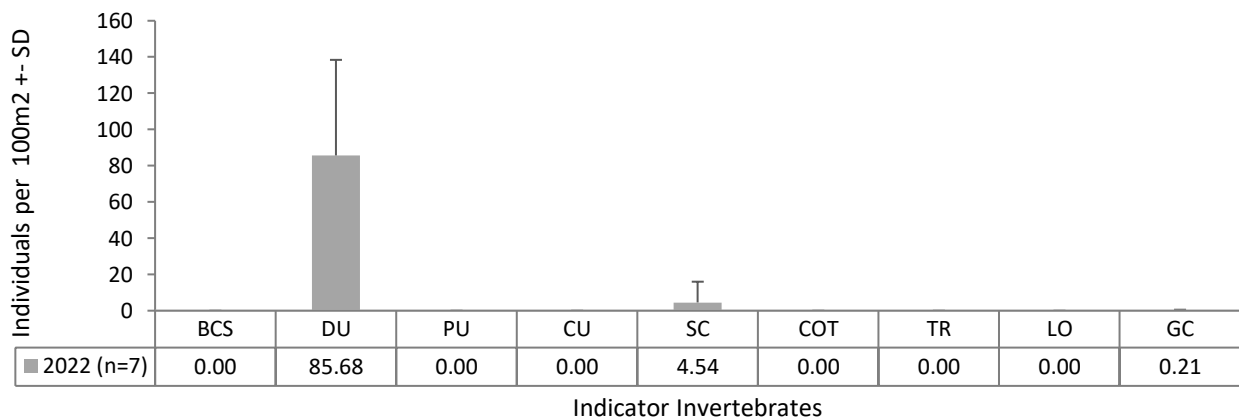 Individuals per 100m2 +- SD
160
140
120
100
80
60
40
20
0
BCS DU PU CU SC COT TR LO GC
2022 (n=7) 0.00 85.68 0.00 0.00 4.54 0.00 0.00 0.00 0.21
Indicator Invertebrates